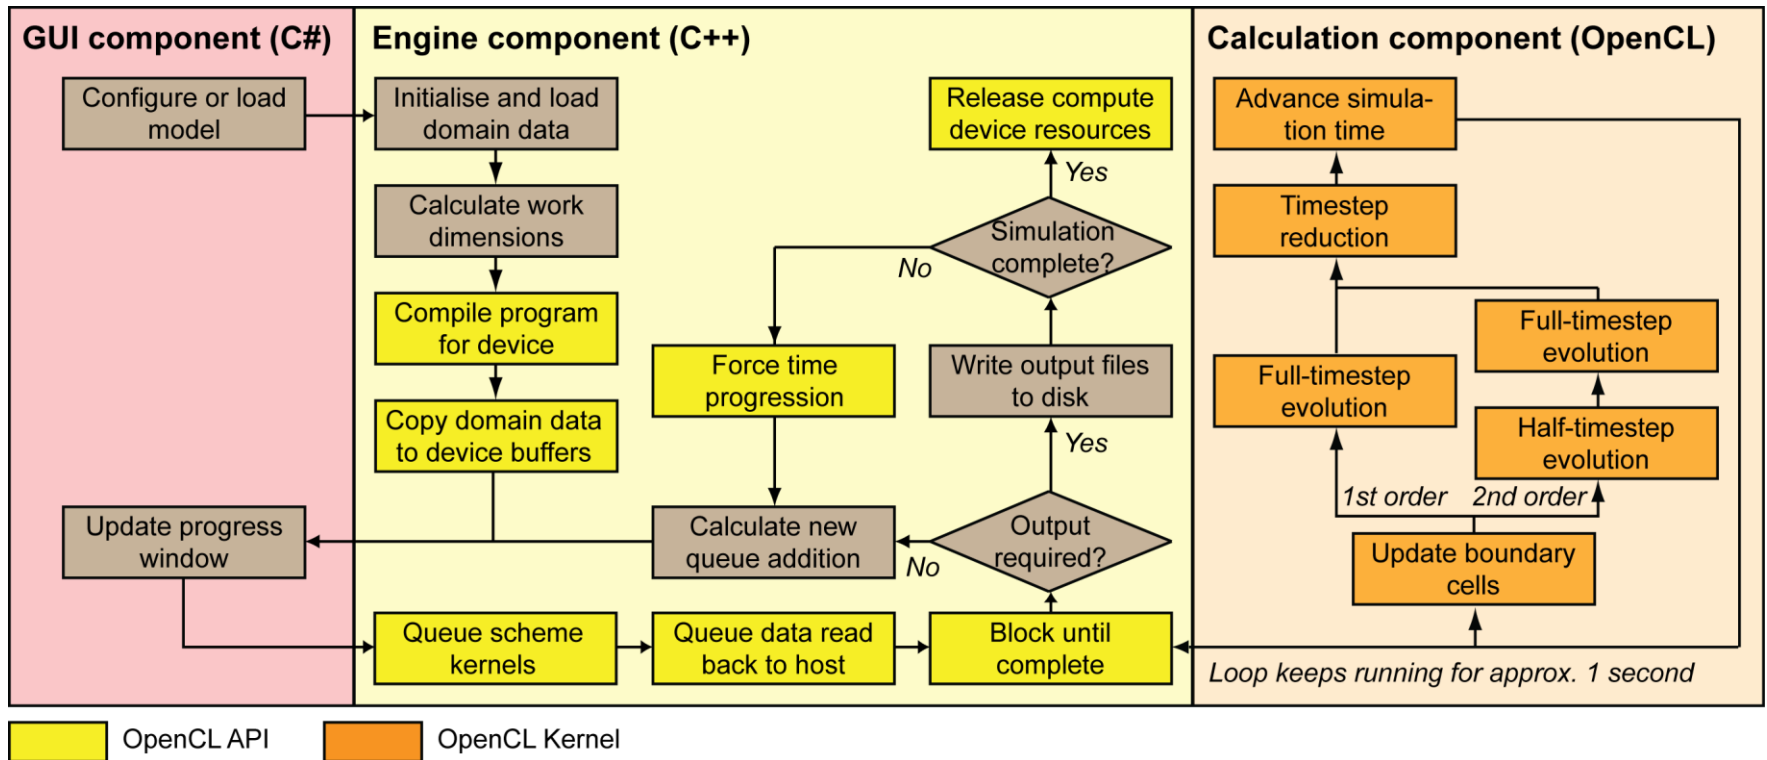 GUI component (C#)
Configure or load
model
Update progress
window
Engine component (C++)
Initialise and load
domain data
Calculate work
dimensions
Compile program
for device
Copy domain data
to device buffers
Queue scheme
kernels
Queue data read
back to host
Block until
complete
Output
required?
No
Yes
Calculate new
queue addition
Write output files
to disk
Simulation
complete?
No
Yes
Force time
progression
Release compute
device resources
Calculation component (OpenCL)
Advance simula-
tion time
Timestep
reduction
Full-timestep
evolution
Full-timestep
evolution
Half-timestep
evolution
1st order
2nd order
Update boundary
cells
Loop keeps running for approx. 1 second
OpenCL API
OpenCL Kernel